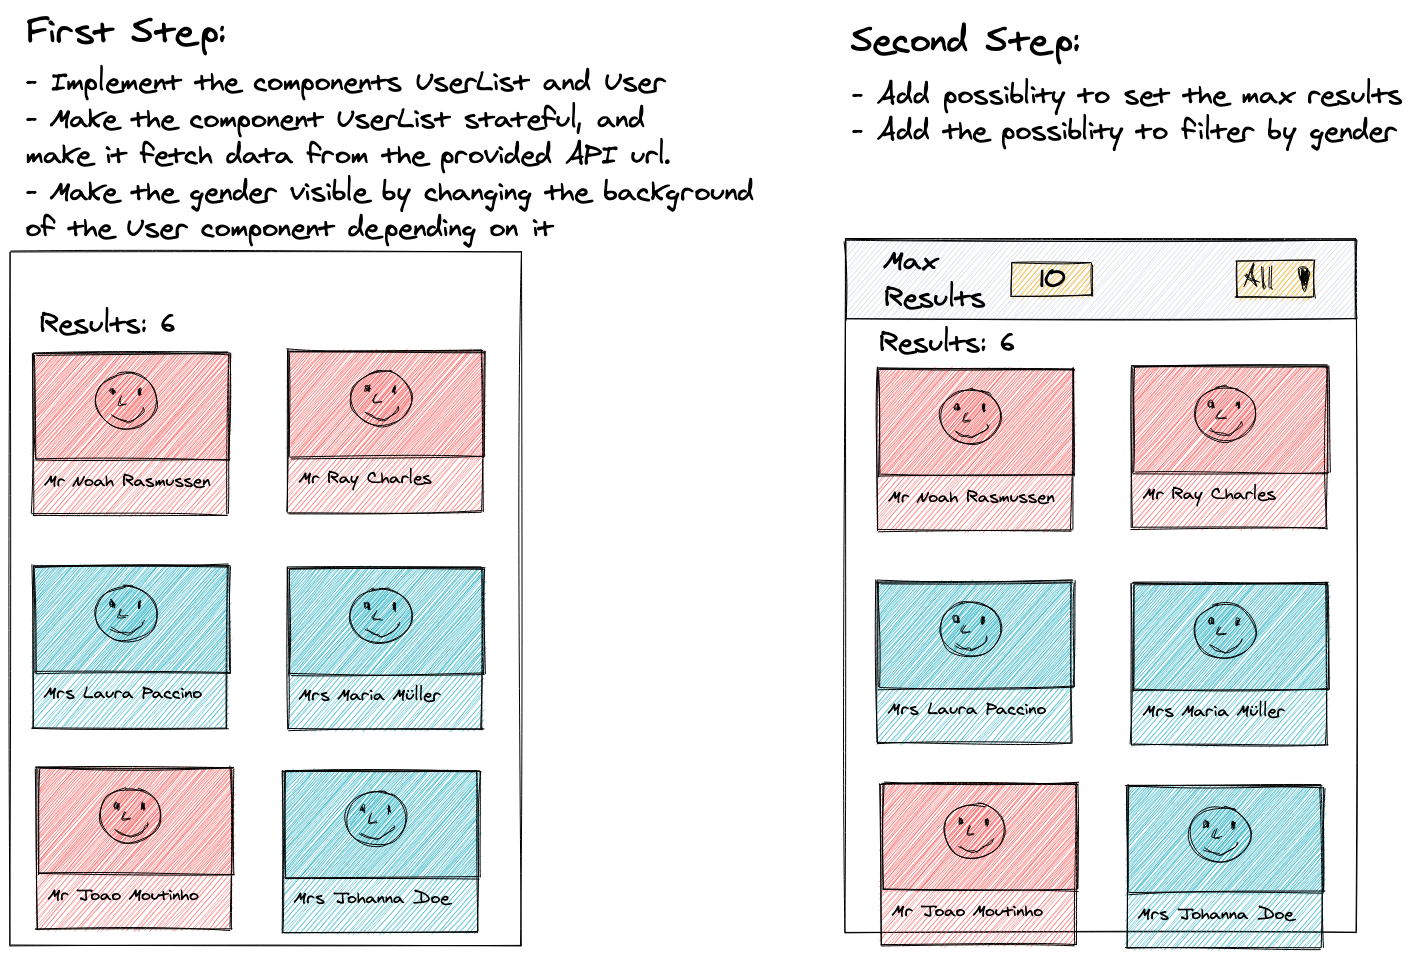 First Step:
- Implement the components UserList and User
- Make the component UserList stateful, and
make it fetch data from the provided API url.
- Make the gender visible by changing the background
of the User component depending on it
Results: 6
Mr Noah Rasmussen
Mr Ray Charles
Mrs Laura Paccino
Mrs Maria Müller
Mr Joao Moutinho
Mrs Johanna Doe
Second Step:
- Add possiblity to set the max results
- Add the possiblity to filter by gender
Max
Results
10
All
Results: 6
Mr Noah Rasmussen
Mr Ray Charles
Mrs Laura Paccino
Mrs Maria Müller
Mr Joao Moutinho
Mrs Johanna Doe